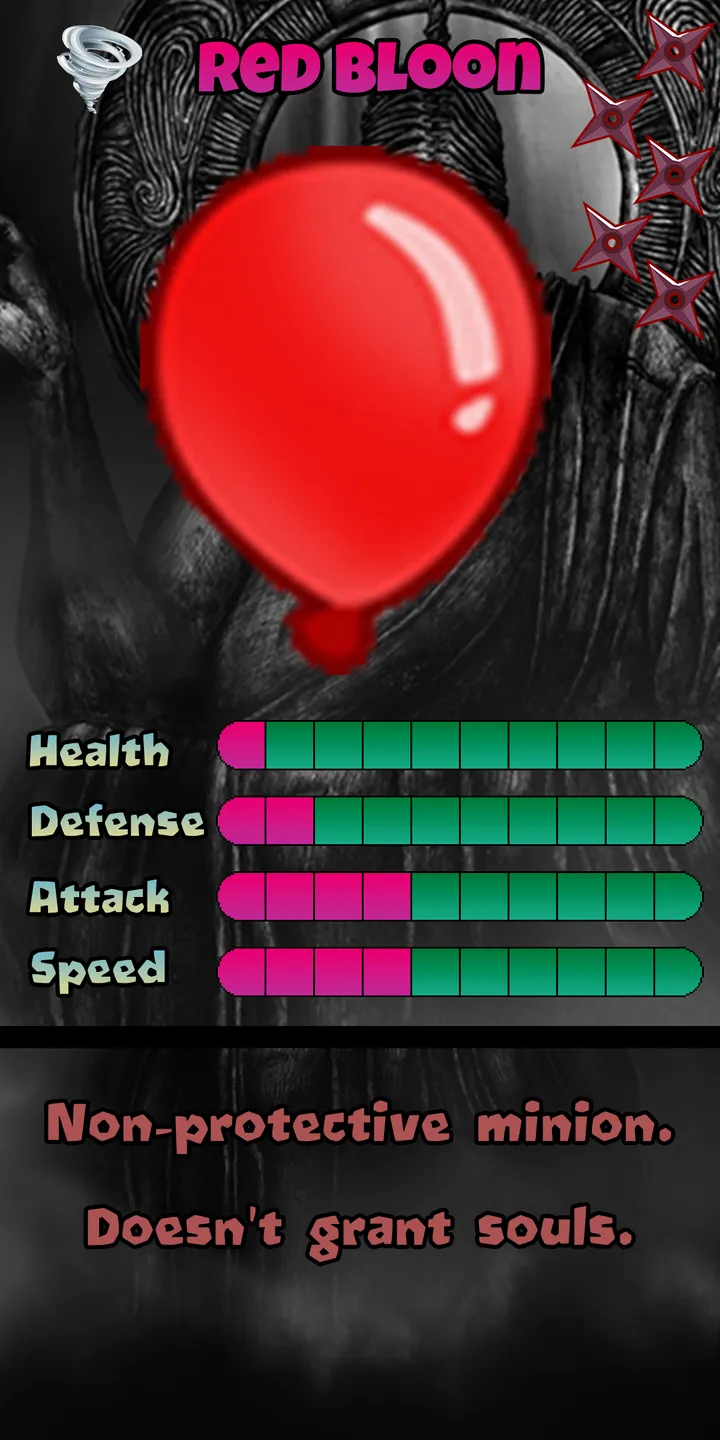 Red Bloon
Health
Defense
Attack
Speed
Non-protective minion.
Doesn't grant souls.